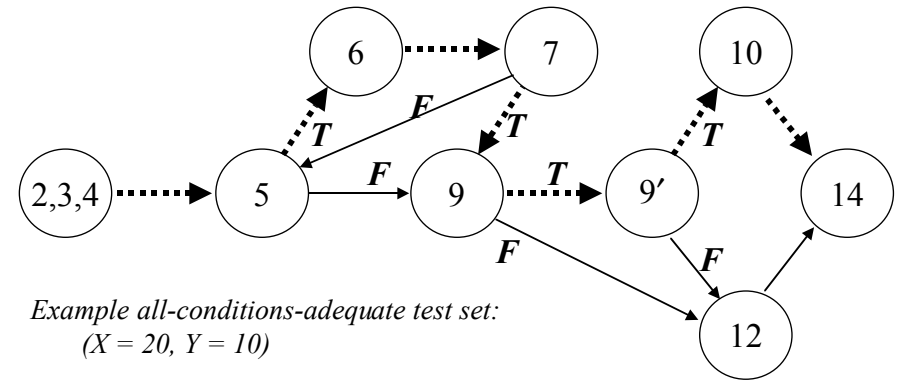 6
7
10
F
T
T
T
2,3,4
5
F
9
T
9′
14
F
F
12
Example all-conditions-adequate test set:
(X = 20, Y = 10)